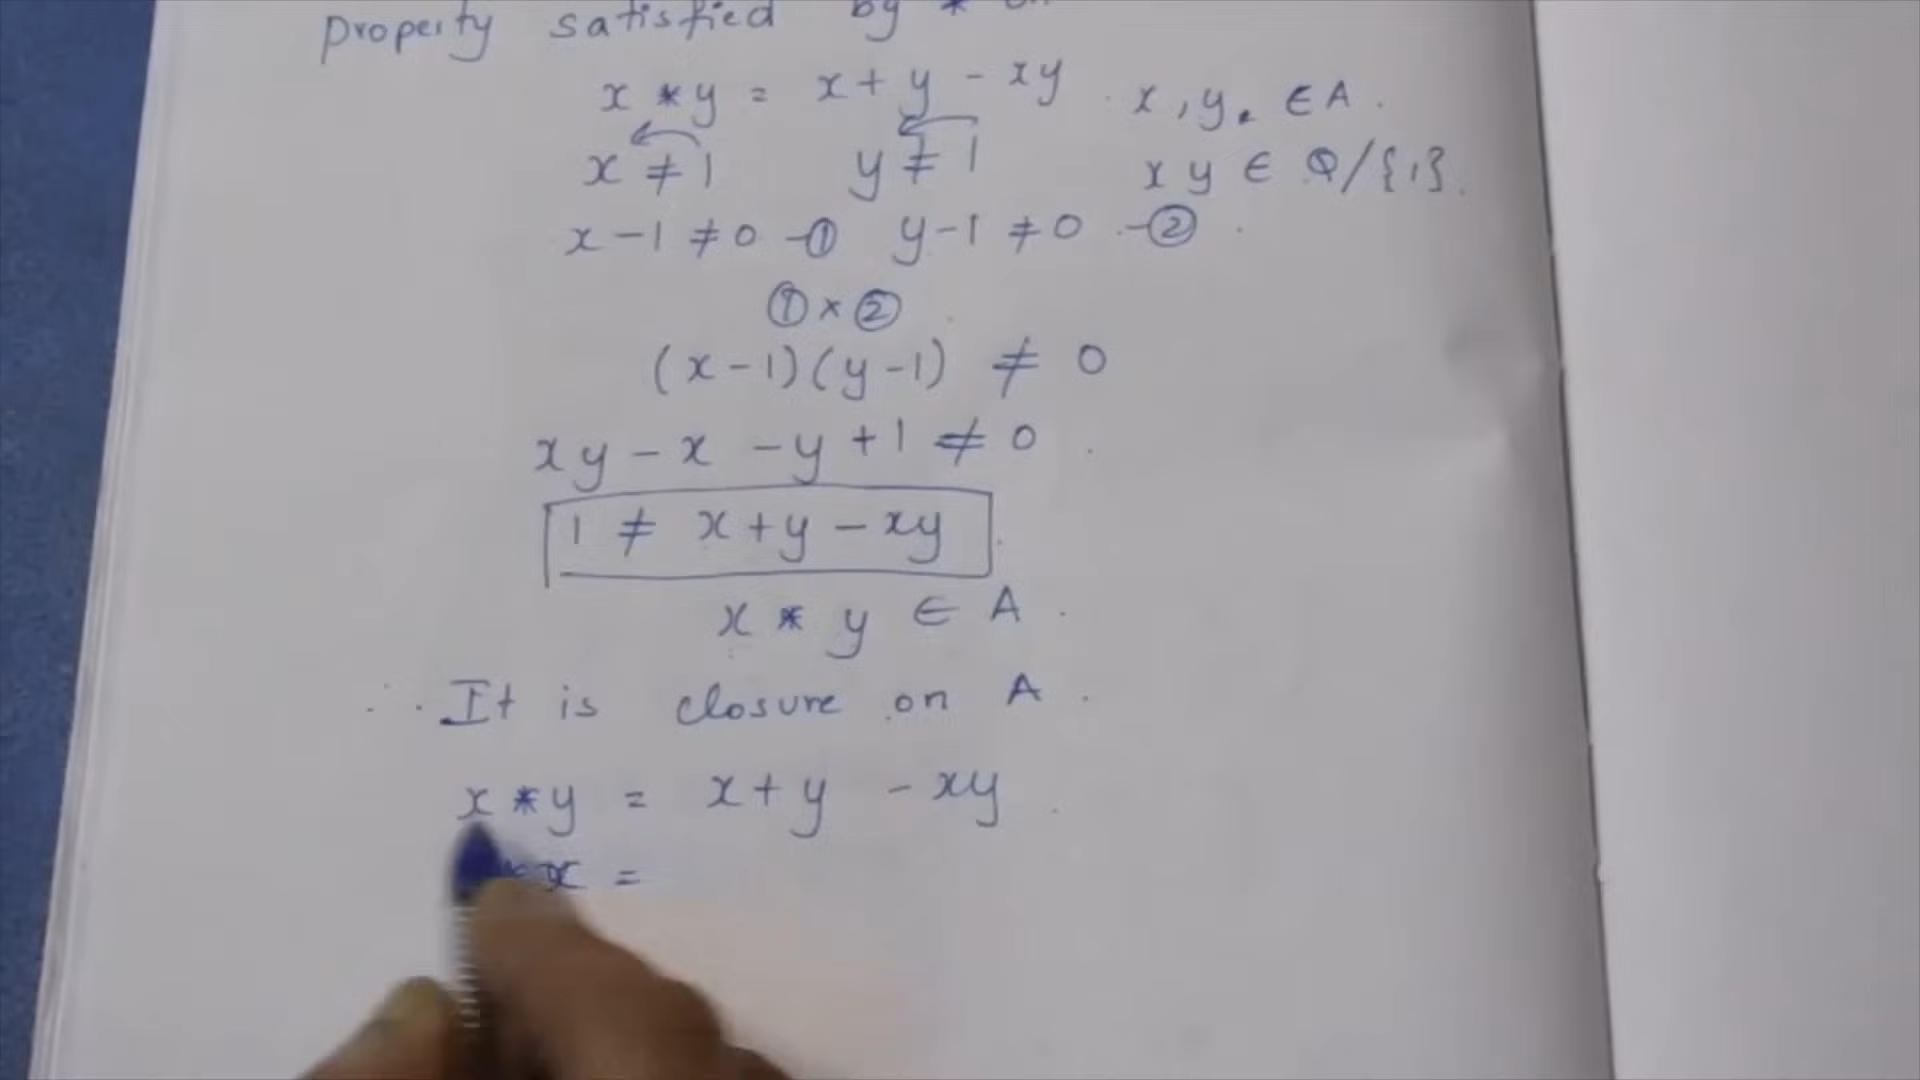 property satisfied by *
x * y = x + y - xy x, y, ∈ A.
x ≠ 1 y ≠ 1 x y ∈ Q/{1}.
x - 1 ≠ 0 -① y - 1 ≠ 0 -②
① × ②
(x - 1)(y - 1) ≠ 0
xy - x - y + 1 ≠ 0
1 ≠ x + y - xy
x * y ∈ A.
∴ It is closure on A.
x * y = x + y - xy
x =